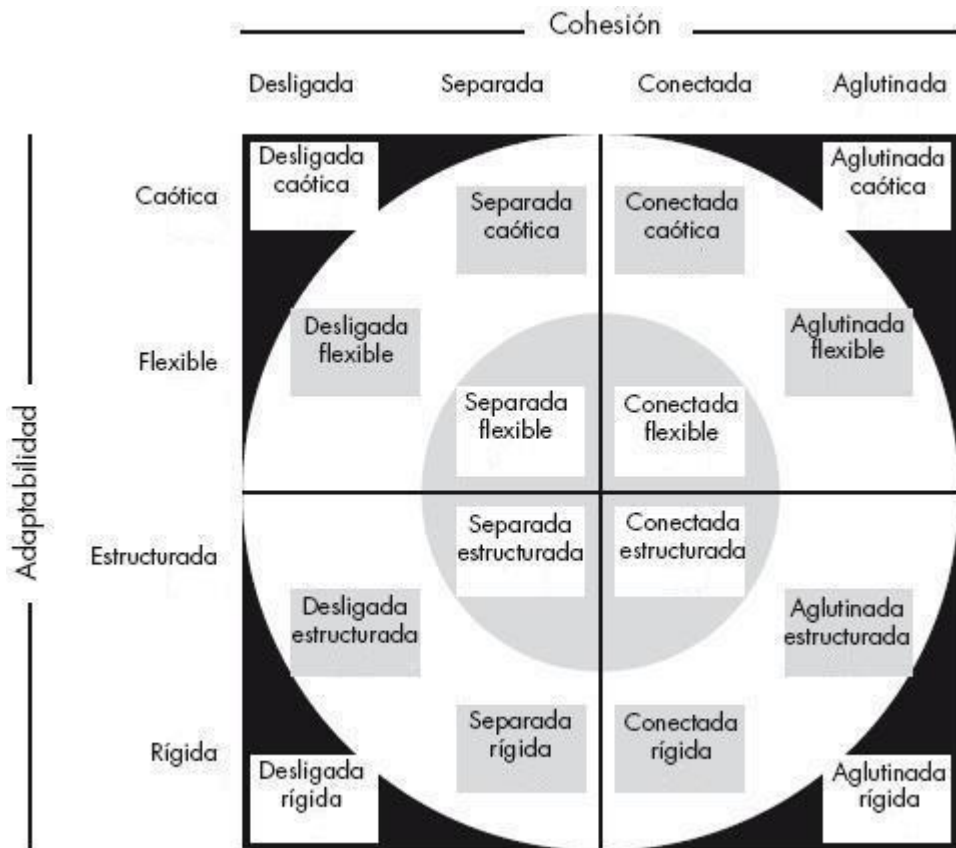 Cohesión
Desligada Separada Conectada Aglutinada
Adaptabilidad
Caótica
Desligada
caótica
Separada
caótica
Conectada
caótica
Aglutinada
caótica
Flexible
Desligada
flexible
Separada
flexible
Conectada
flexible
Aglutinada
flexible
Estructurada
Separada
estructurada
Conectada
estructurada
Desligada
estructurada
Aglutinada
estructurada
Rígida
Desligada
rígida
Separada
rígida
Conectada
rígida
Aglutinada
rígida